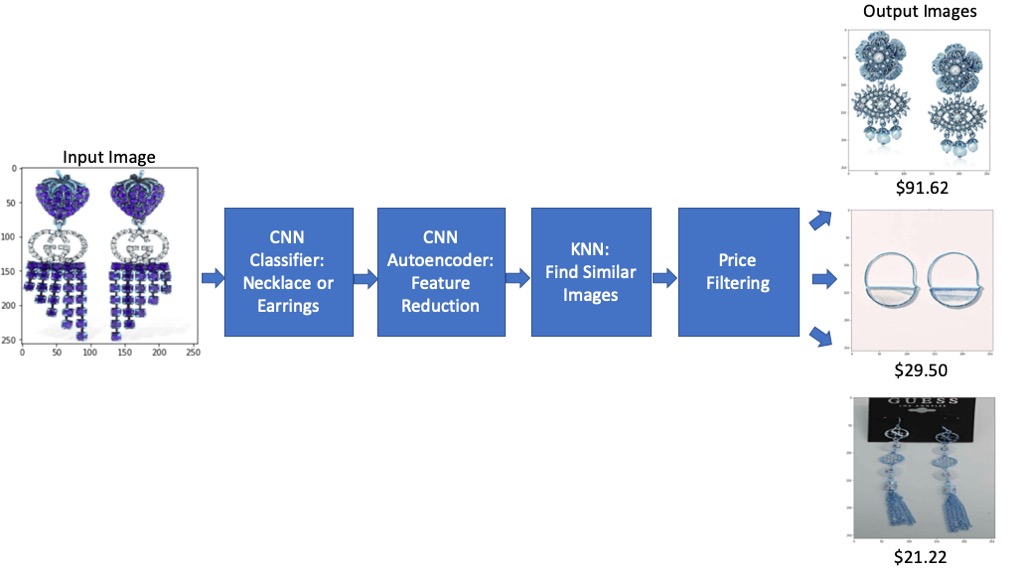 Input Image
0
50
100
150
200
250
0 50 100 150 200 250
CNN
Classifier:
Necklace or
Earrings
CNN
Autoencoder:
Feature
Reduction
KNN:
Find Similar
Images
Price
Filtering
Output Images
$91.62
$29.50
GUESS
$21.22